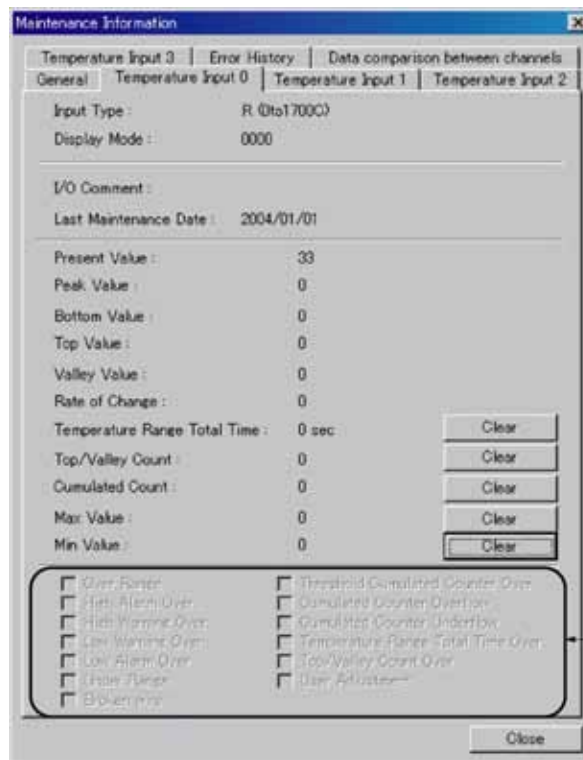 Maintenance Information
Temperature Input 3 Error History Data comparison between channels
General Temperature Input 0 Temperature Input 1 Temperature Input 2
Input Type : R (0to1700C)
Display Mode : 0000
I/O Comment :
Last Maintenance Date : 2004/01/01
Present Value : 33
Peak Value : 0
Bottom Value : 0
Top Value : 0
Valley Value : 0
Rate of Change : 0
Temperature Range Total Time : 0 sec Clear
Top/Valley Count : 0 Clear
Cumulated Count : 0 Clear
Max Value : 0 Clear
Min Value : 0 Clear
Over Range Threshold Cumulated Counter Over
High Alarm Over Cumulated Counter Overflow
High Warning Over Cumulated Counter Underflow
Low Warning Over Temperature Range Total Time Over
Low Alarm Over Top/Valley Count Over
Under Range User Adjustment
Broken wire
Close